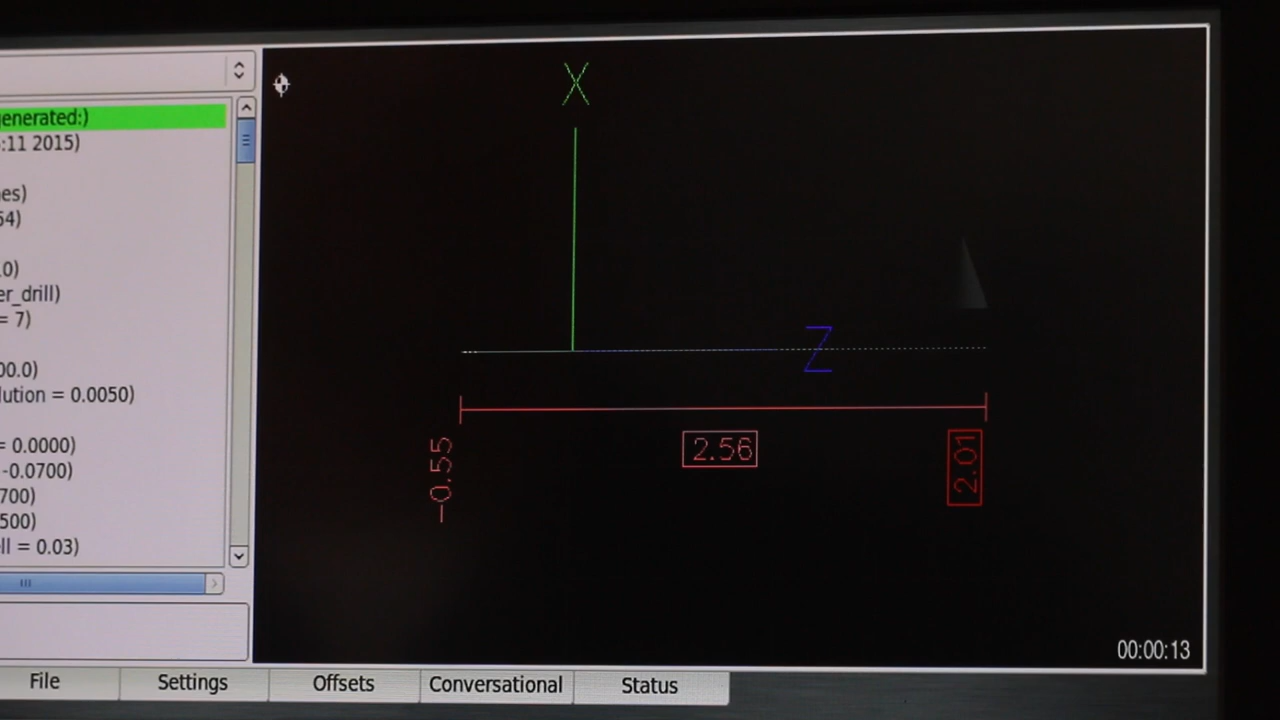 enerated:)
:11 2015)
es)
54)
.0)
er_drill)
= 7)
00.0)
lution = 0.0050)
= 0.0000)
-0.0700)
700)
500)
ll = 0.03)
X
Z
-0.55
2.56
2.01
00:00:13
File
Settings
Offsets
Conversational
Status